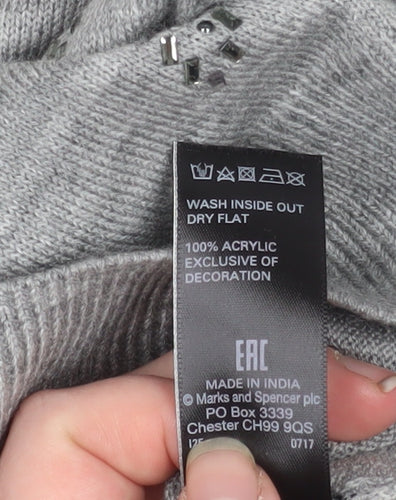 WASH INSIDE OUT
DRY FLAT
100% ACRYLIC
EXCLUSIVE OF
DECORATION
EAC
MADE IN INDIA
© Marks and Spencer plc
PO Box 3339
Chester CH99 9QS
0717